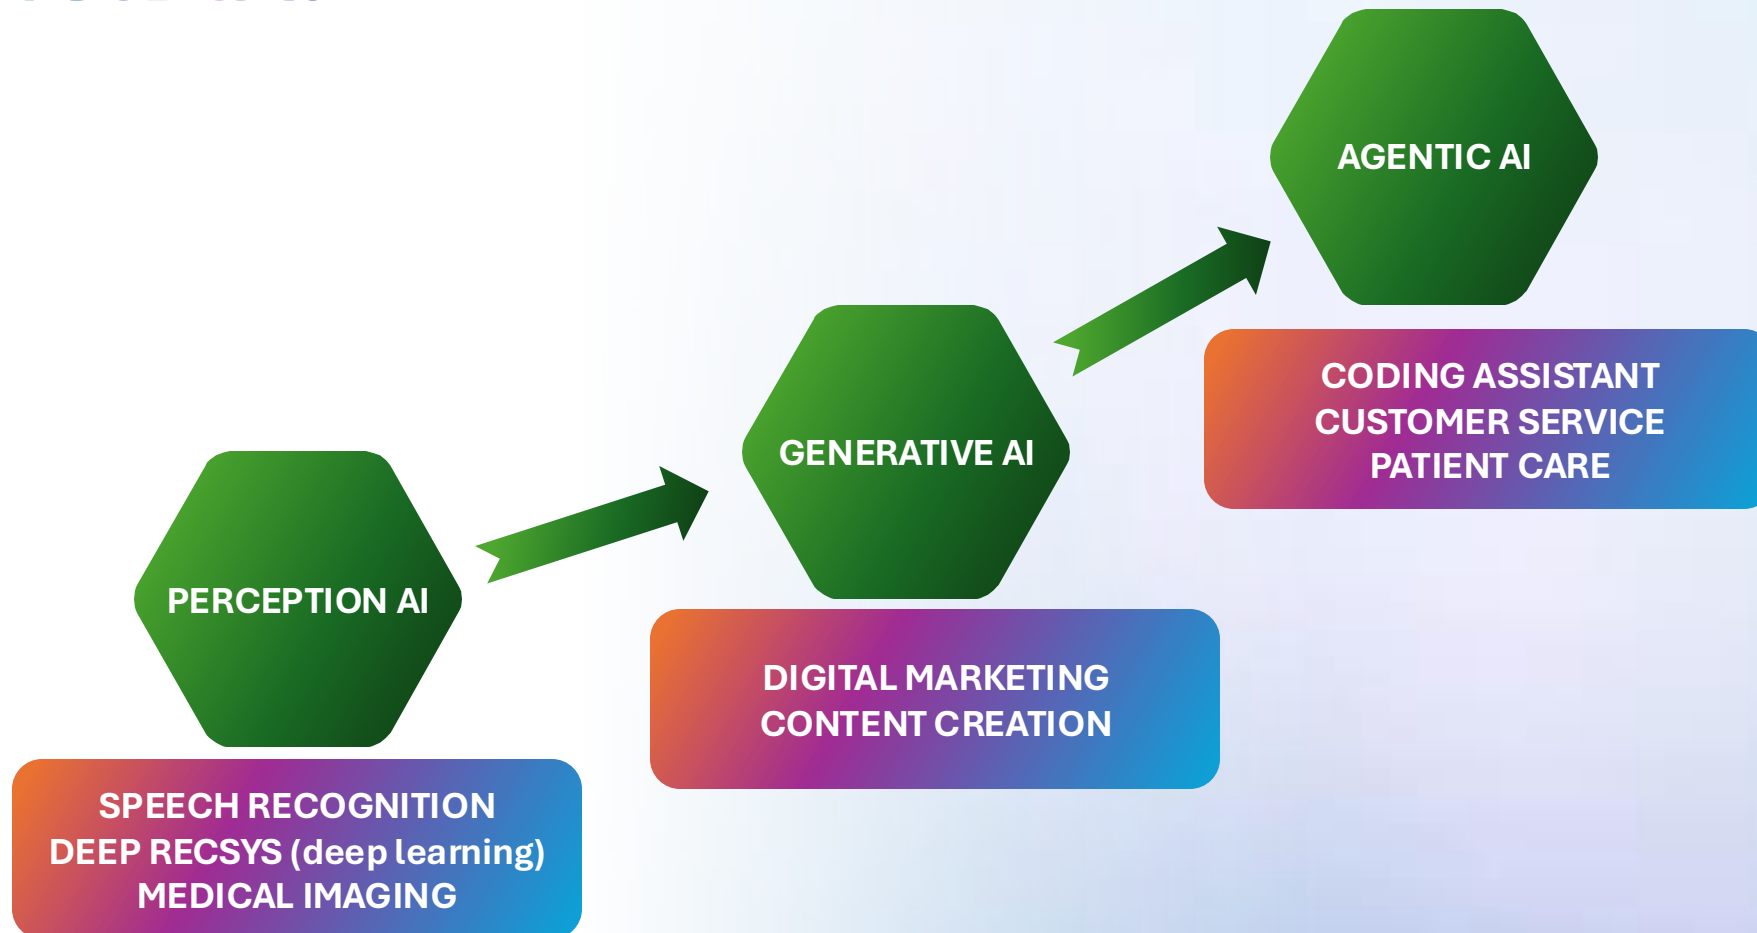 AGENTIC AI
CODING ASSISTANT
CUSTOMER SERVICE
PATIENT CARE
GENERATIVE AI
DIGITAL MARKETING
CONTENT CREATION
PERCEPTION AI
SPEECH RECOGNITION
DEEP RECSYS (deep learning)
MEDICAL IMAGING